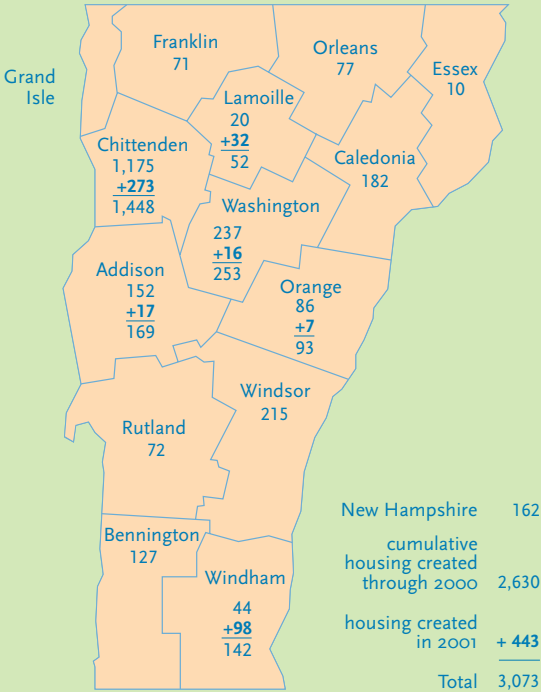 Franklin
71
Orleans
77
Essex
10
Grand
Isle
Lamoille
20
+32
52
Chittenden
1,175
+273
1,448
Caledonia
182
Washington
237
+16
253
Addison
152
+17
169
Orange
86
+7
93
Windsor
215
Rutland
72
Bennington
127
Windham
44
+98
142
New Hampshire 162
cumulative
housing created
through 2000 2,630
housing created
in 2001 + 443
Total 3,073